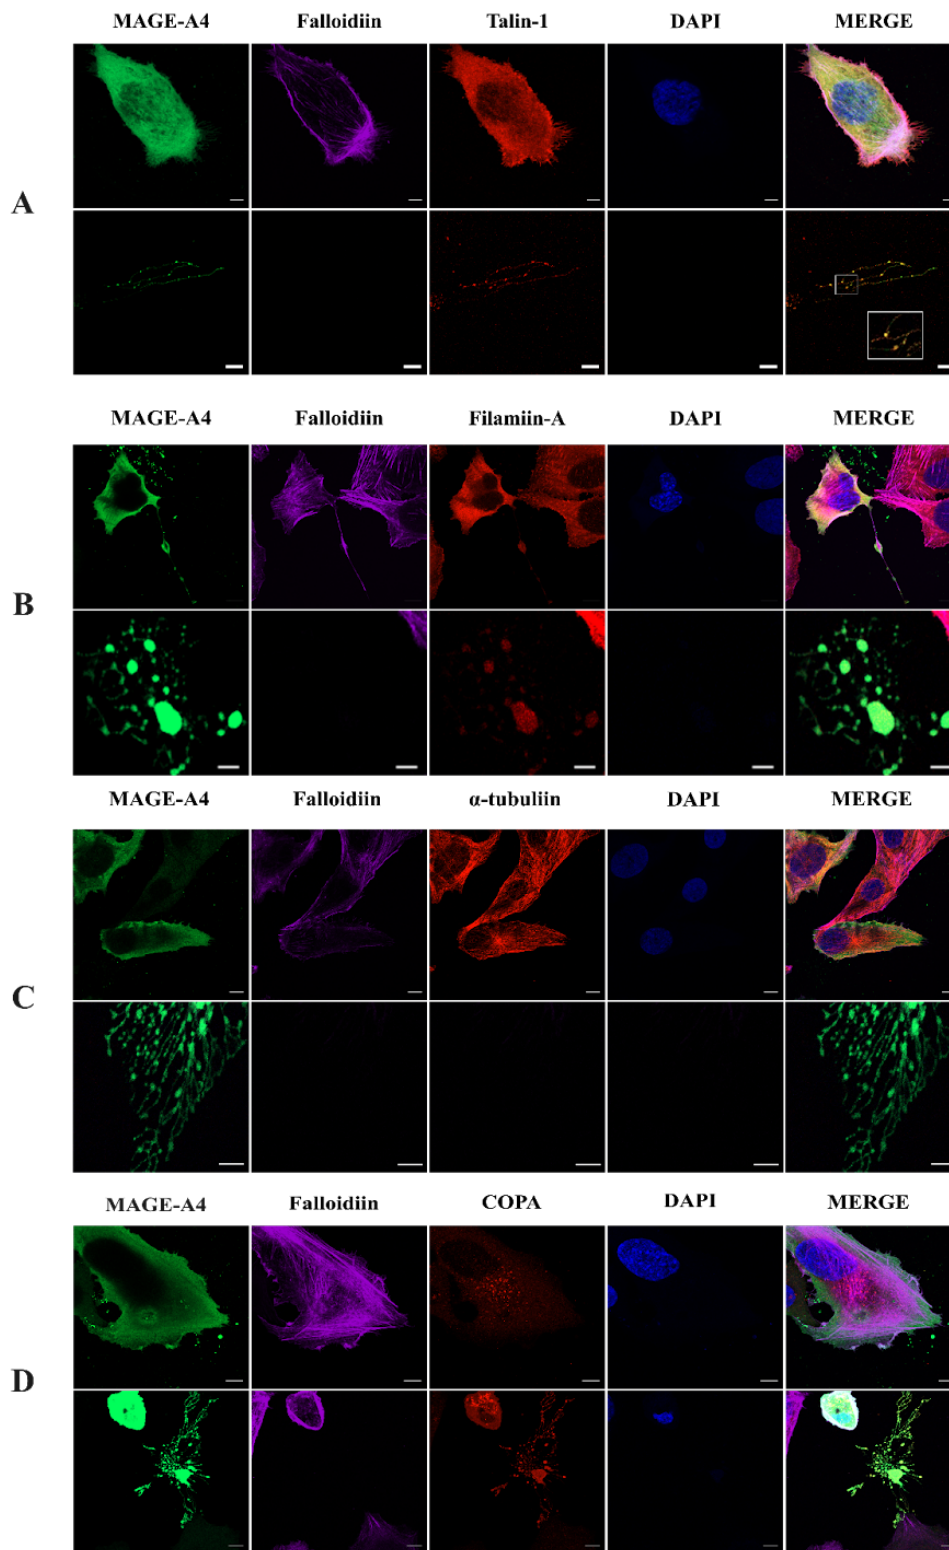 MAGE-A4 Falloidiin Talin-1 DAPI MERGE
A
MAGE-A4 Falloidiin Filamiin-A DAPI MERGE
B
MAGE-A4 Falloidiin α-tubuliin DAPI MERGE
C
MAGE-A4 Falloidiin COPA DAPI MERGE
D